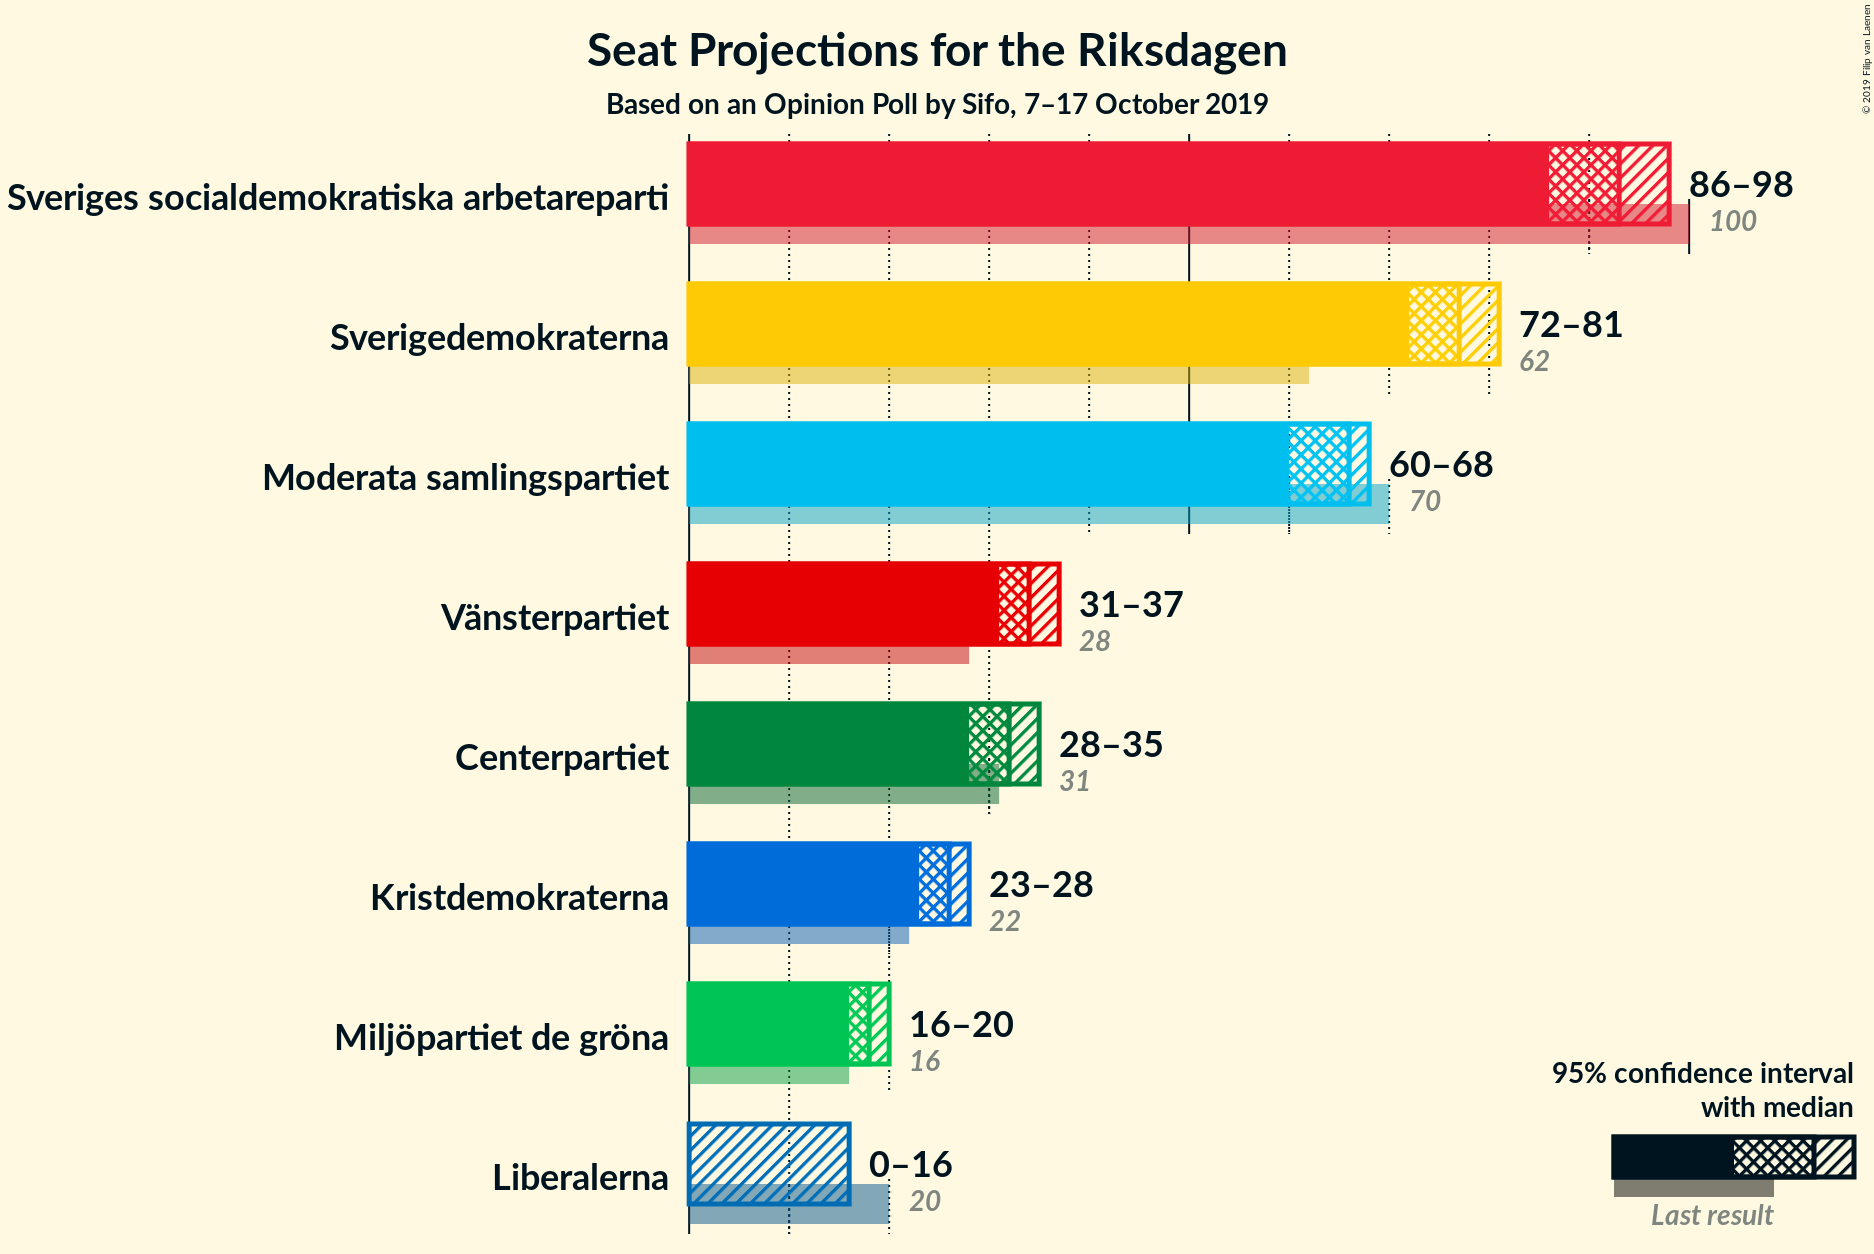 Seat Projections for the Riksdagen
Based on an Opinion Poll by Sifo, 7–17 October 2019
© 2019 Filip van Laenen
Sveriges socialdemokratiska arbetareparti
86–98
100
Sverigedemokraterna
72–81
62
Moderata samlingspartiet
60–68
70
Vänsterpartiet
31–37
28
Centerpartiet
28–35
31
Kristdemokraterna
23–28
22
Miljöpartiet de gröna
16–20
16
Liberalerna
0–16
20
95% confidence interval
with median
Last result